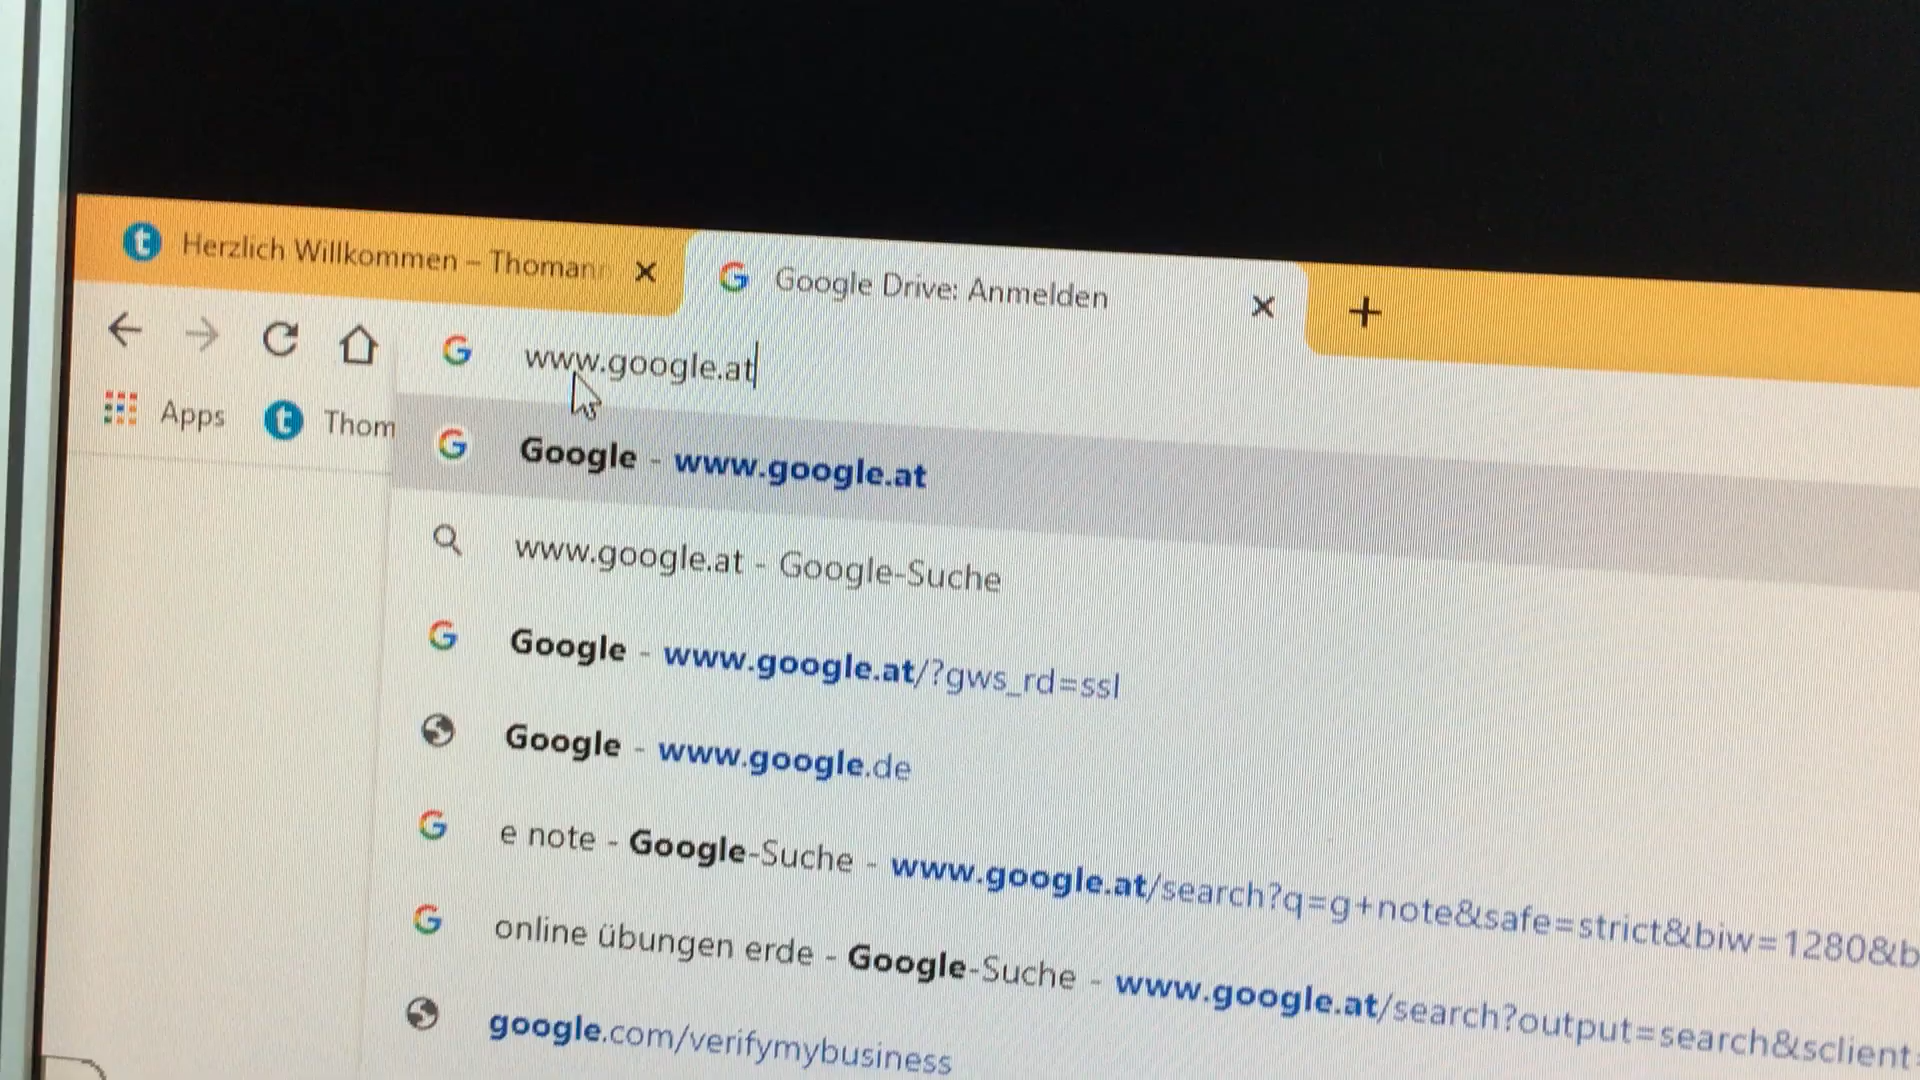 Herzlich Willkommen – Thomann
Google Drive: Anmelden
www.google.at
Apps
Thom
Google - www.google.at
www.google.at - Google-Suche
Google - www.google.at/?gws_rd=ssl
Google - www.google.de
e note - Google-Suche - www.google.at/search?q=g+note&safe=strict&biw=1280&b
online übungen erde - Google-Suche - www.google.at/search?output=search&sclient=
google.com/verifymybusiness